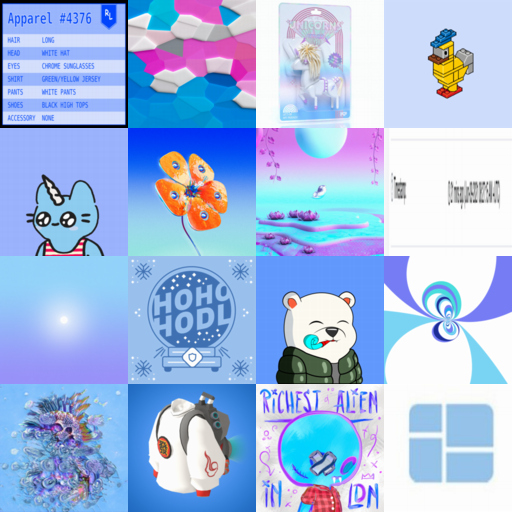 Apparel #4376
RL
HAIR LONG
HEAD WHITE HAT
EYES CHROME SUNGLASSES
SHIRT GREEN/YELLOW JERSEY
PANTS WHITE PANTS
SHOES BLACK HIGH TOPS
ACCESSORY NONE
UNICORN
HOHO
HODL
RICHEST ALIEN
IN LDN